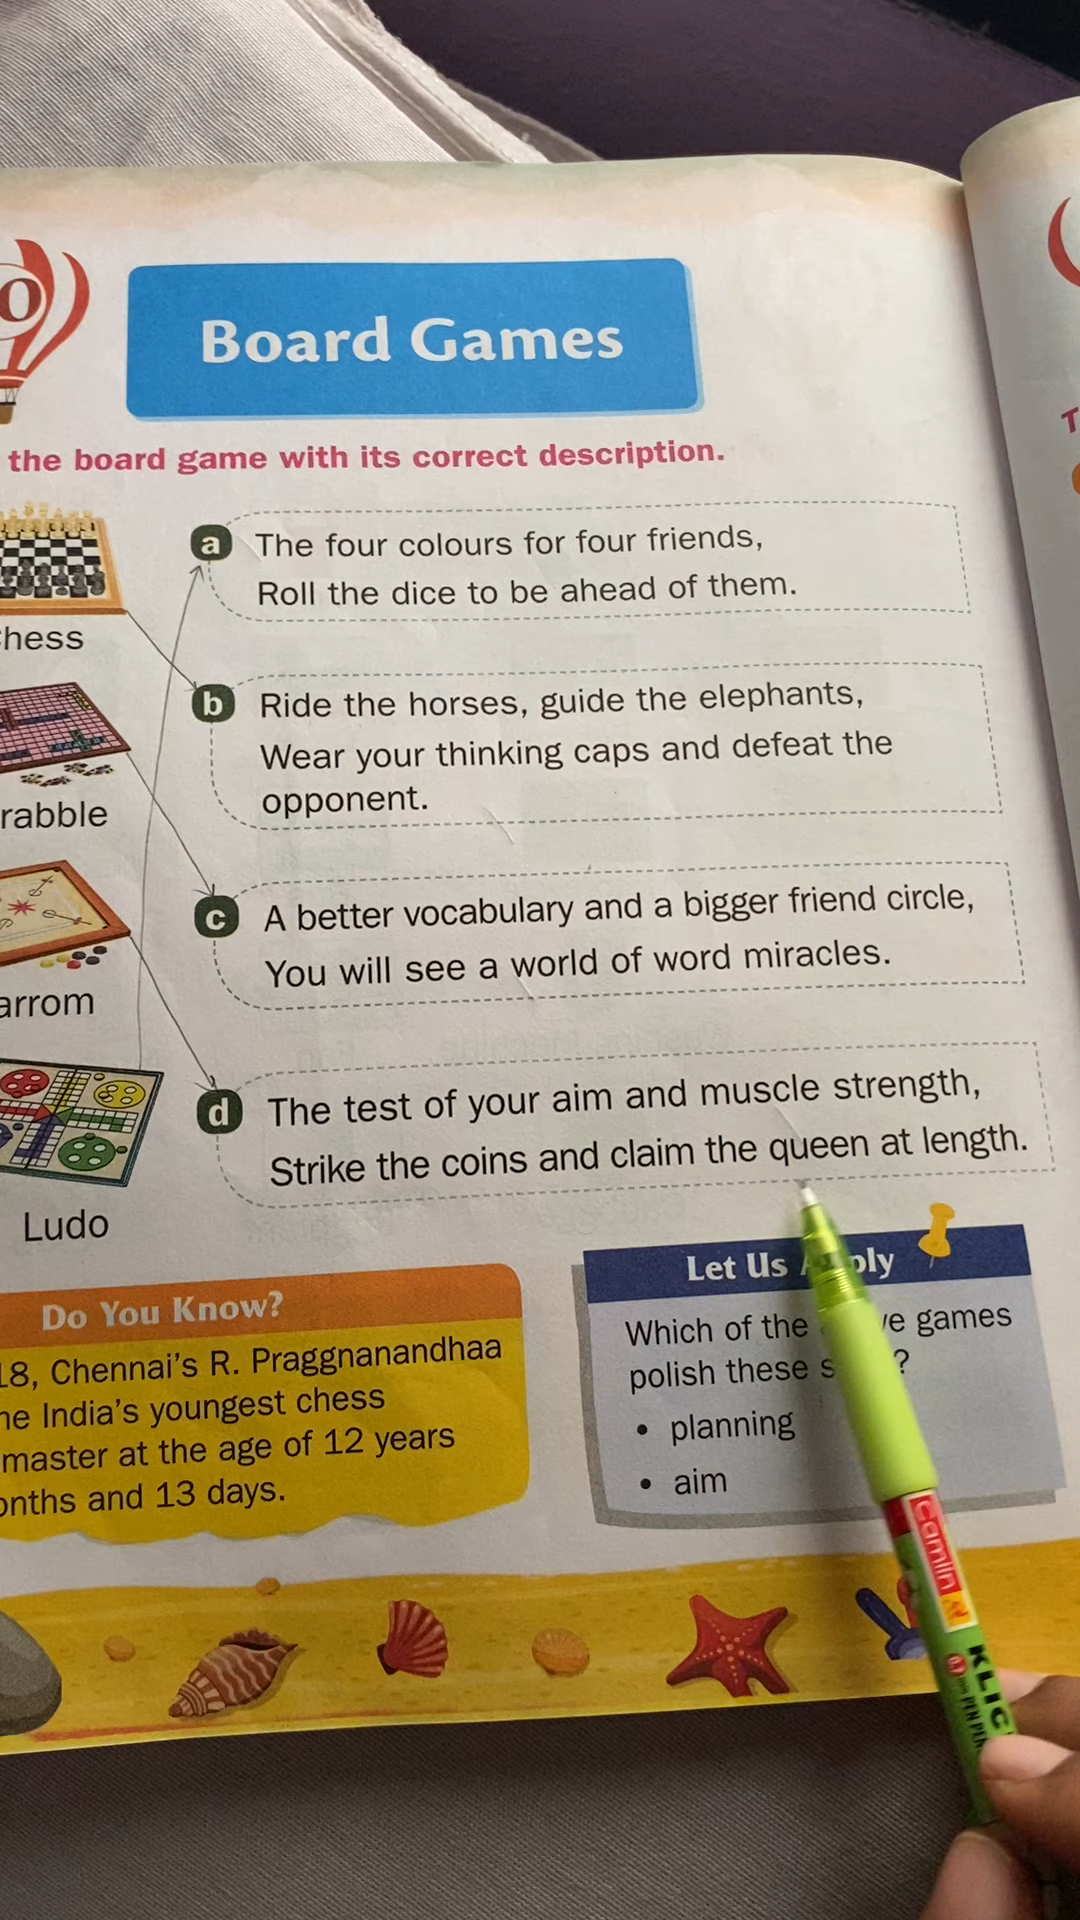 Board Games
the board game with its correct description.
a
The four colours for four friends,
Roll the dice to be ahead of them.
hess
b
Ride the horses, guide the elephants,
Wear your thinking caps and defeat the
opponent.
rabble
c
A better vocabulary and a bigger friend circle,
You will see a world of word miracles.
arrom
d
The test of your aim and muscle strength,
Strike the coins and claim the queen at length.
Ludo
Do You Know?
18, Chennai's R. Praggnanandhaa
ne India's youngest chess
master at the age of 12 years
onths and 13 days.
Let Us
Which of the games
polish these
• planning
• aim
camlin
KLIC